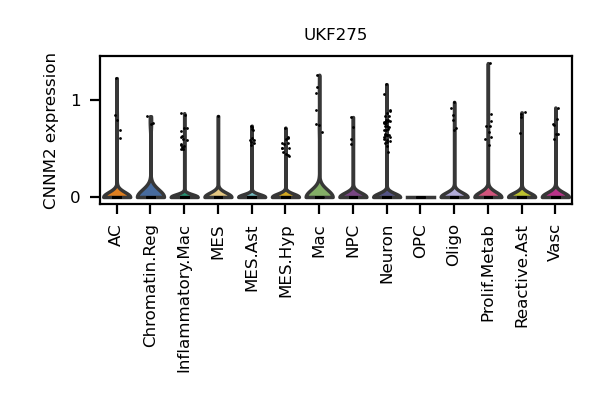 UKF275
CNNM2 expression
1
0
AC
Chromatin.Reg
Inflammatory.Mac
MES
MES.Ast
MES.Hyp
Mac
NPC
Neuron
OPC
Oligo
Prolif.Metab
Reactive.Ast
Vasc